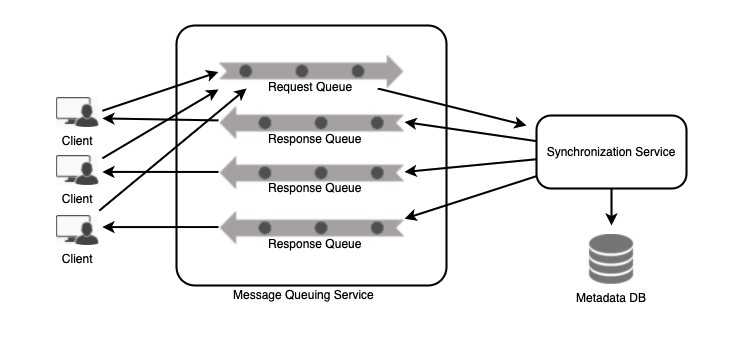 Request Queue
Response Queue
Client
Synchronization Service
Response Queue
Client
Response Queue
Client
Message Queuing Service
Metadata DB